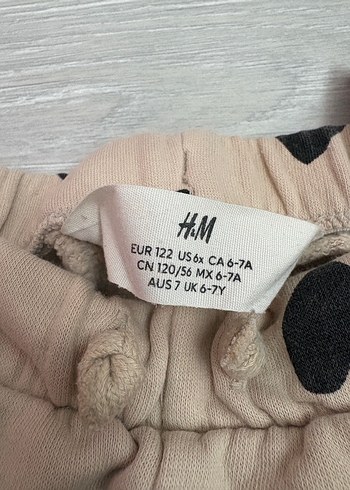 H&M
EUR 122 US 6x CA 6-7A
CN 120/56 MX 6-7A
AUS 7 UK 6-7Y